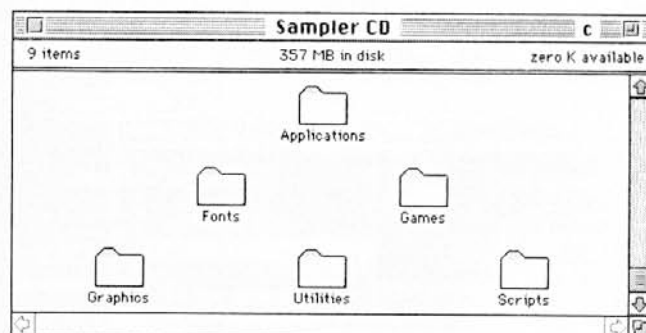 Sampler CD c
9 items 357 MB in disk zero K available
Applications
Fonts Games
Graphics Utilities Scripts